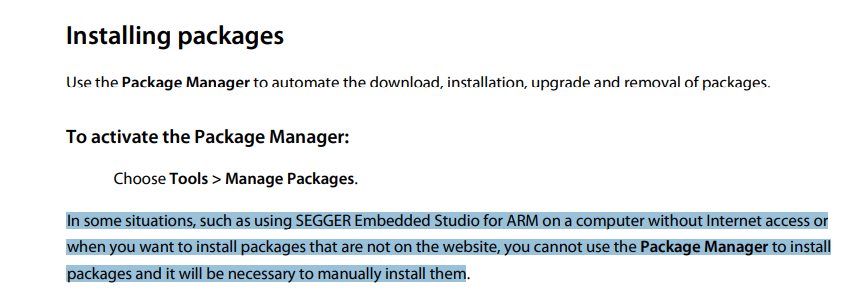 Installing packages
Use the Package Manager to automate the download, installation, upgrade and removal of packages.
To activate the Package Manager:
Choose Tools > Manage Packages.
In some situations, such as using SEGGER Embedded Studio for ARM on a computer without Internet access or
when you want to install packages that are not on the website, you cannot use the Package Manager to install
packages and it will be necessary to manually install them.